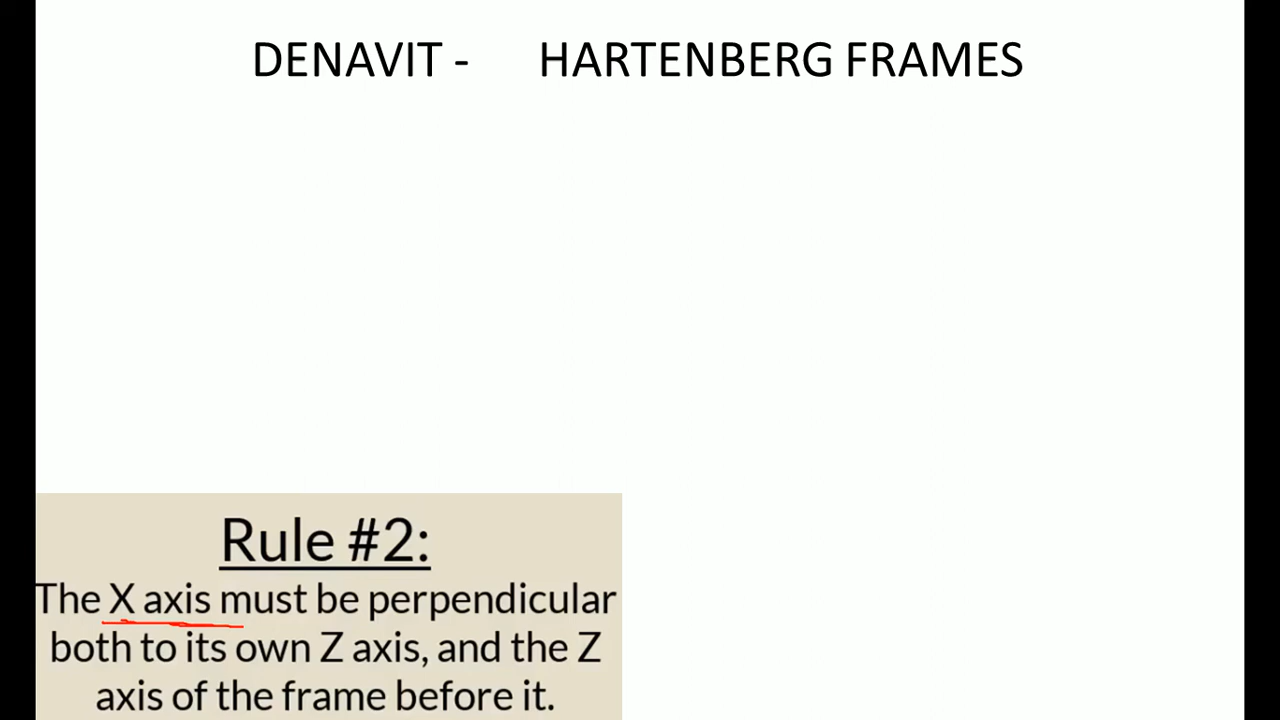 DENAVIT - HARTENBERG FRAMES
Rule #2:
The X axis must be perpendicular
both to its own Z axis, and the Z
axis of the frame before it.